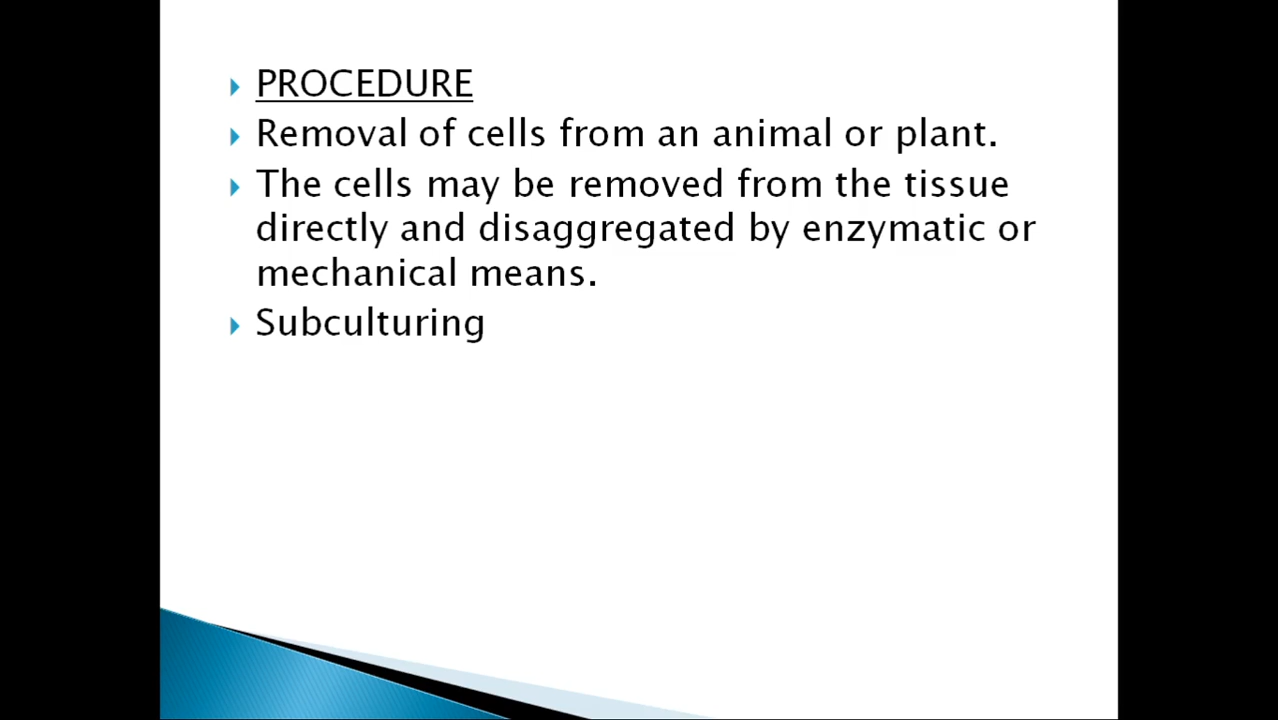 PROCEDURE
Removal of cells from an animal or plant.
The cells may be removed from the tissue
directly and disaggregated by enzymatic or
mechanical means.
Subculturing